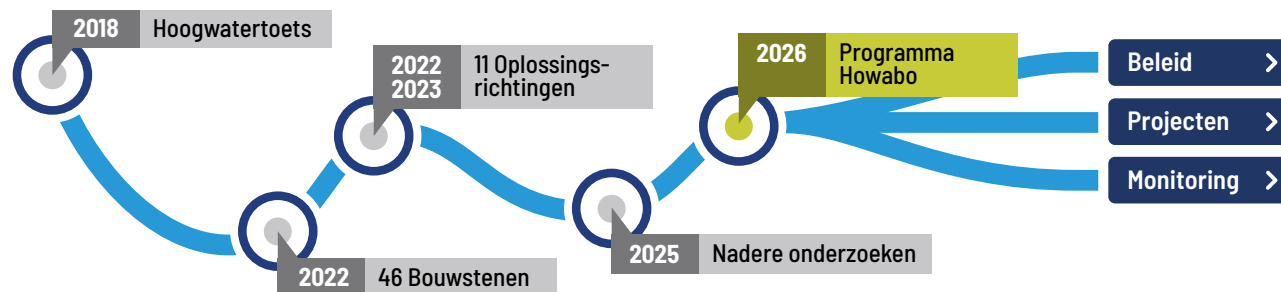 2018 Hoogwatertoets
2022 46 Bouwstenen
2022
2023
11 Oplossings-
richtingen
2025 Nadere onderzoeken
2026
Programma
Howabo
Beleid
Projecten
Monitoring